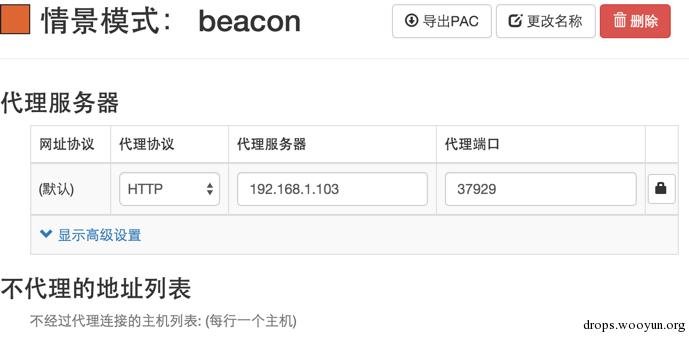 情景模式： beacon 导出PAC 更改名称 删除
代理服务器
网址协议 代理协议 代理服务器 代理端口
(默认) HTTP 192.168.1.103 37929
显示高级设置
不代理的地址列表
不经过代理连接的主机列表: (每行一个主机)
drops.wooyun.org